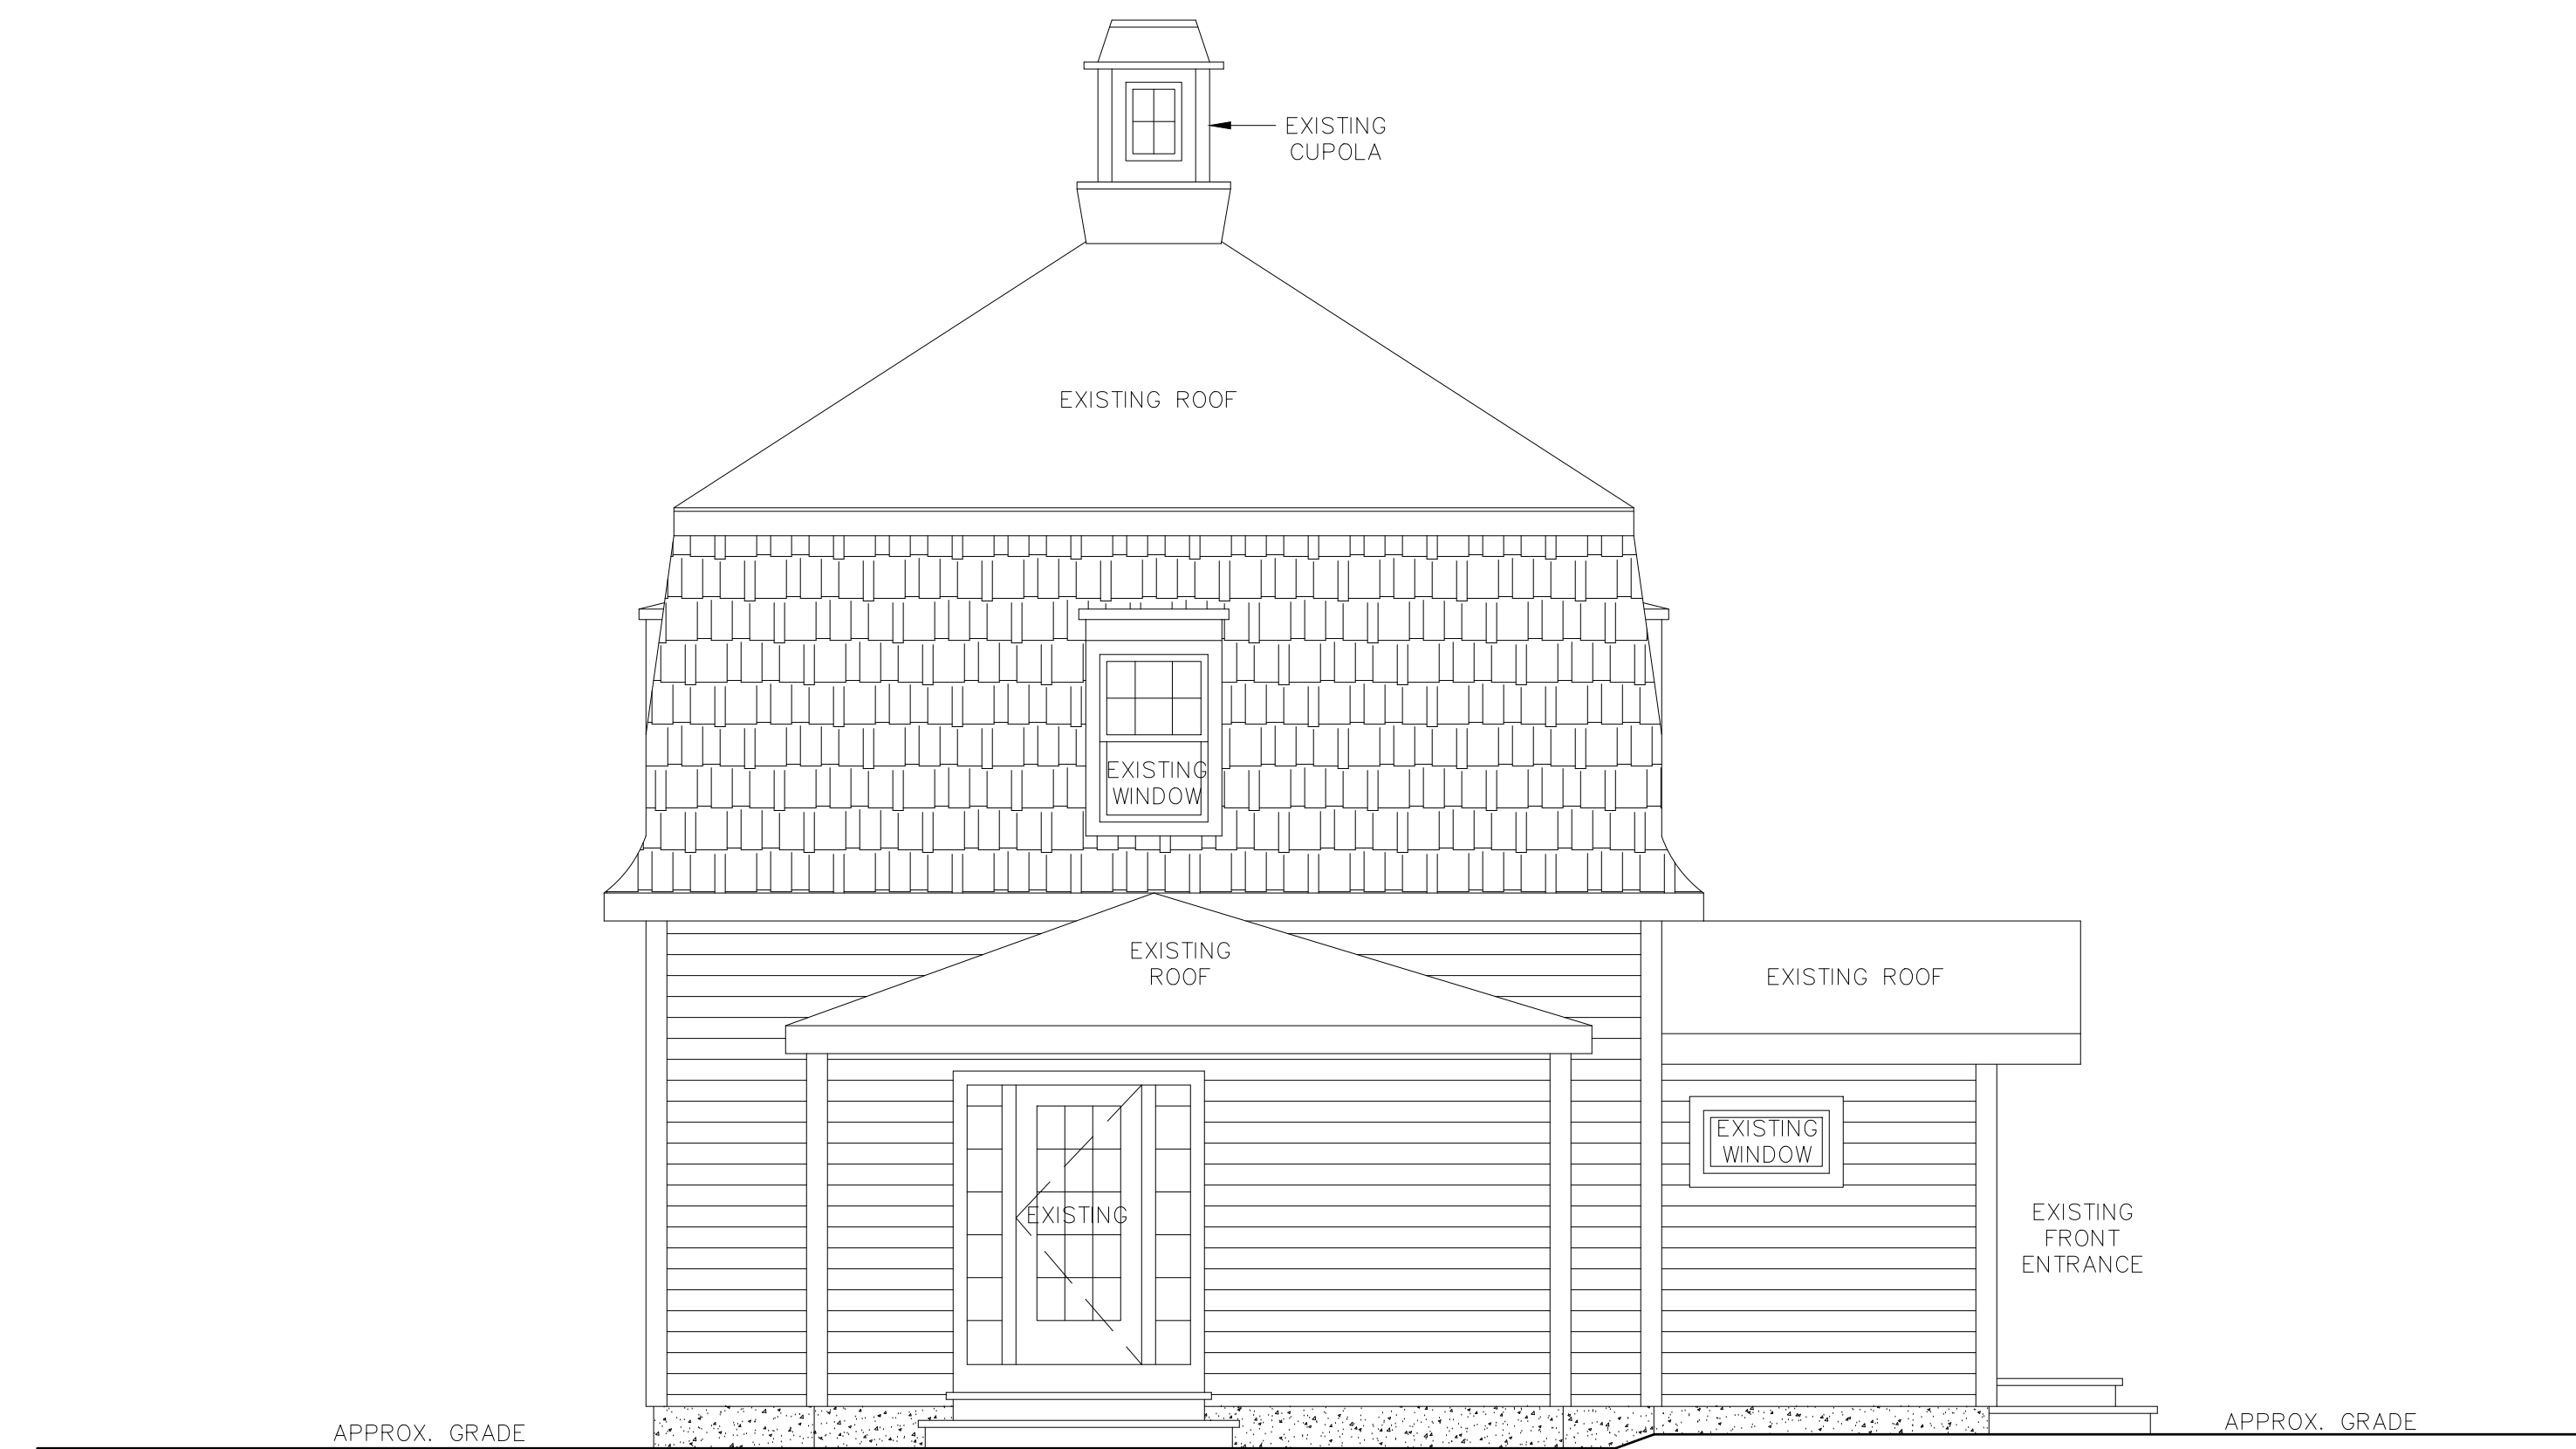 EXISTING
CUPOLA
EXISTING ROOF
EXISTING
WINDOW
EXISTING
ROOF
EXISTING ROOF
EXISTING
WINDOW
EXISTING
EXISTING
FRONT
ENTRANCE
APPROX. GRADE
APPROX. GRADE